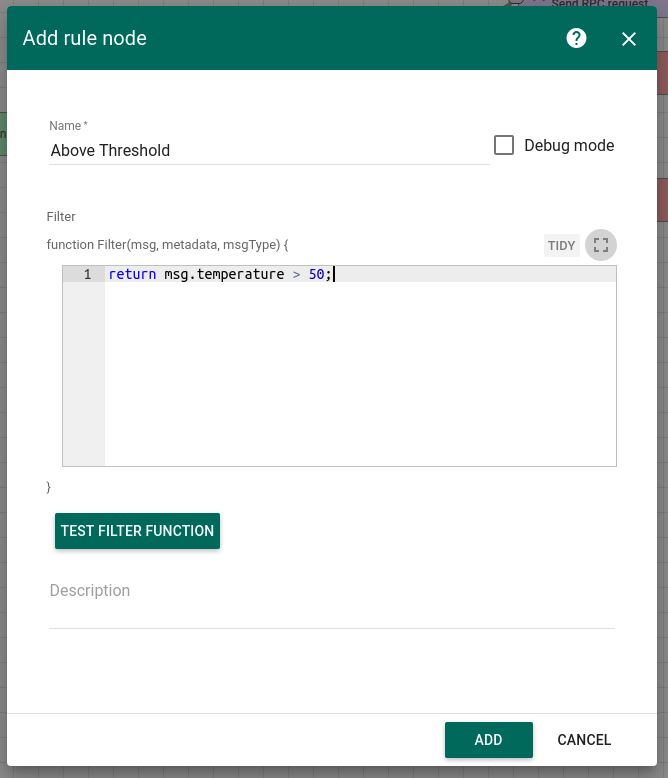 Send RPC request
Add rule node
?
Name *
Above Threshold
Debug mode
Filter
function Filter(msg, metadata, msgType) {
TIDY
1 return msg.temperature > 50;
}
TEST FILTER FUNCTION
Description
ADD
CANCEL